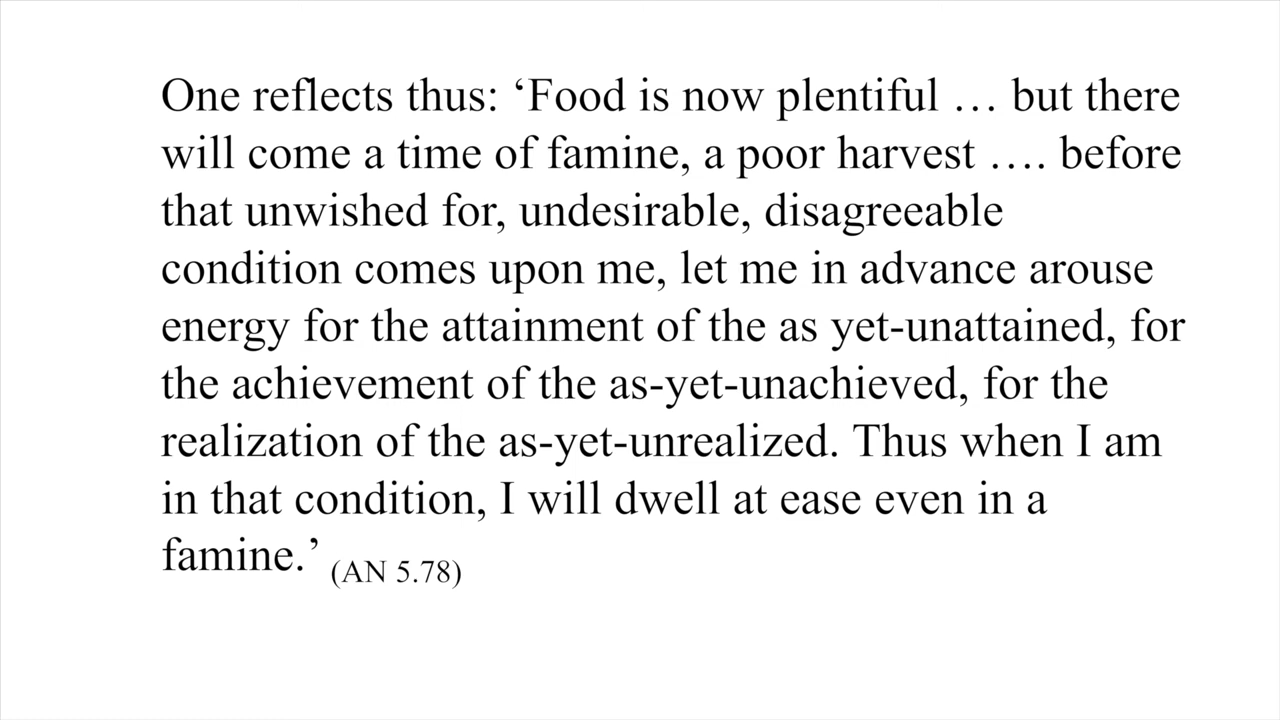 One reflects thus: ‘Food is now plentiful … but there
will come a time of famine, a poor harvest …. before
that unwished for, undesirable, disagreeable
condition comes upon me, let me in advance arouse
energy for the attainment of the as yet-unattained, for
the achievement of the as-yet-unachieved, for the
realization of the as-yet-unrealized. Thus when I am
in that condition, I will dwell at ease even in a
famine.’ (AN 5.78)